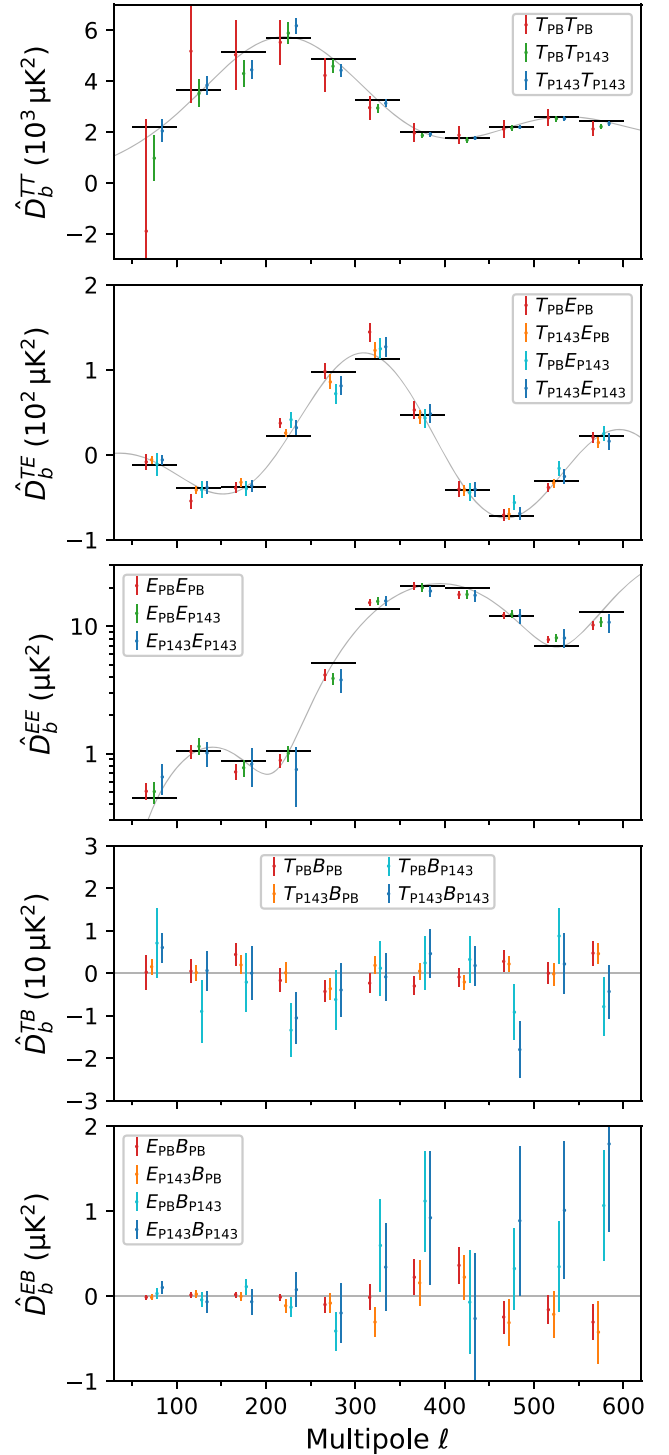 6
4
2
0
−2
D̂_b^{TT} (10³ μK²)
T_PB T_PB
T_PB T_P143
T_P143 T_P143
2
1
0
−1
D̂_b^{TE} (10² μK²)
T_PB E_PB
T_P143 E_PB
T_PB E_P143
T_P143 E_P143
10
1
D̂_b^{EE} (μK²)
E_PB E_PB
E_PB E_P143
E_P143 E_P143
3
2
1
0
−1
−2
−3
D̂_b^{TB} (10 μK²)
T_PB B_PB T_PB B_P143
T_P143 B_PB T_P143 B_P143
2
1
0
−1
D̂_b^{EB} (μK²)
E_PB B_PB
E_P143 B_PB
E_PB B_P143
E_P143 B_P143
100 200 300 400 500 600
Multipole ℓ